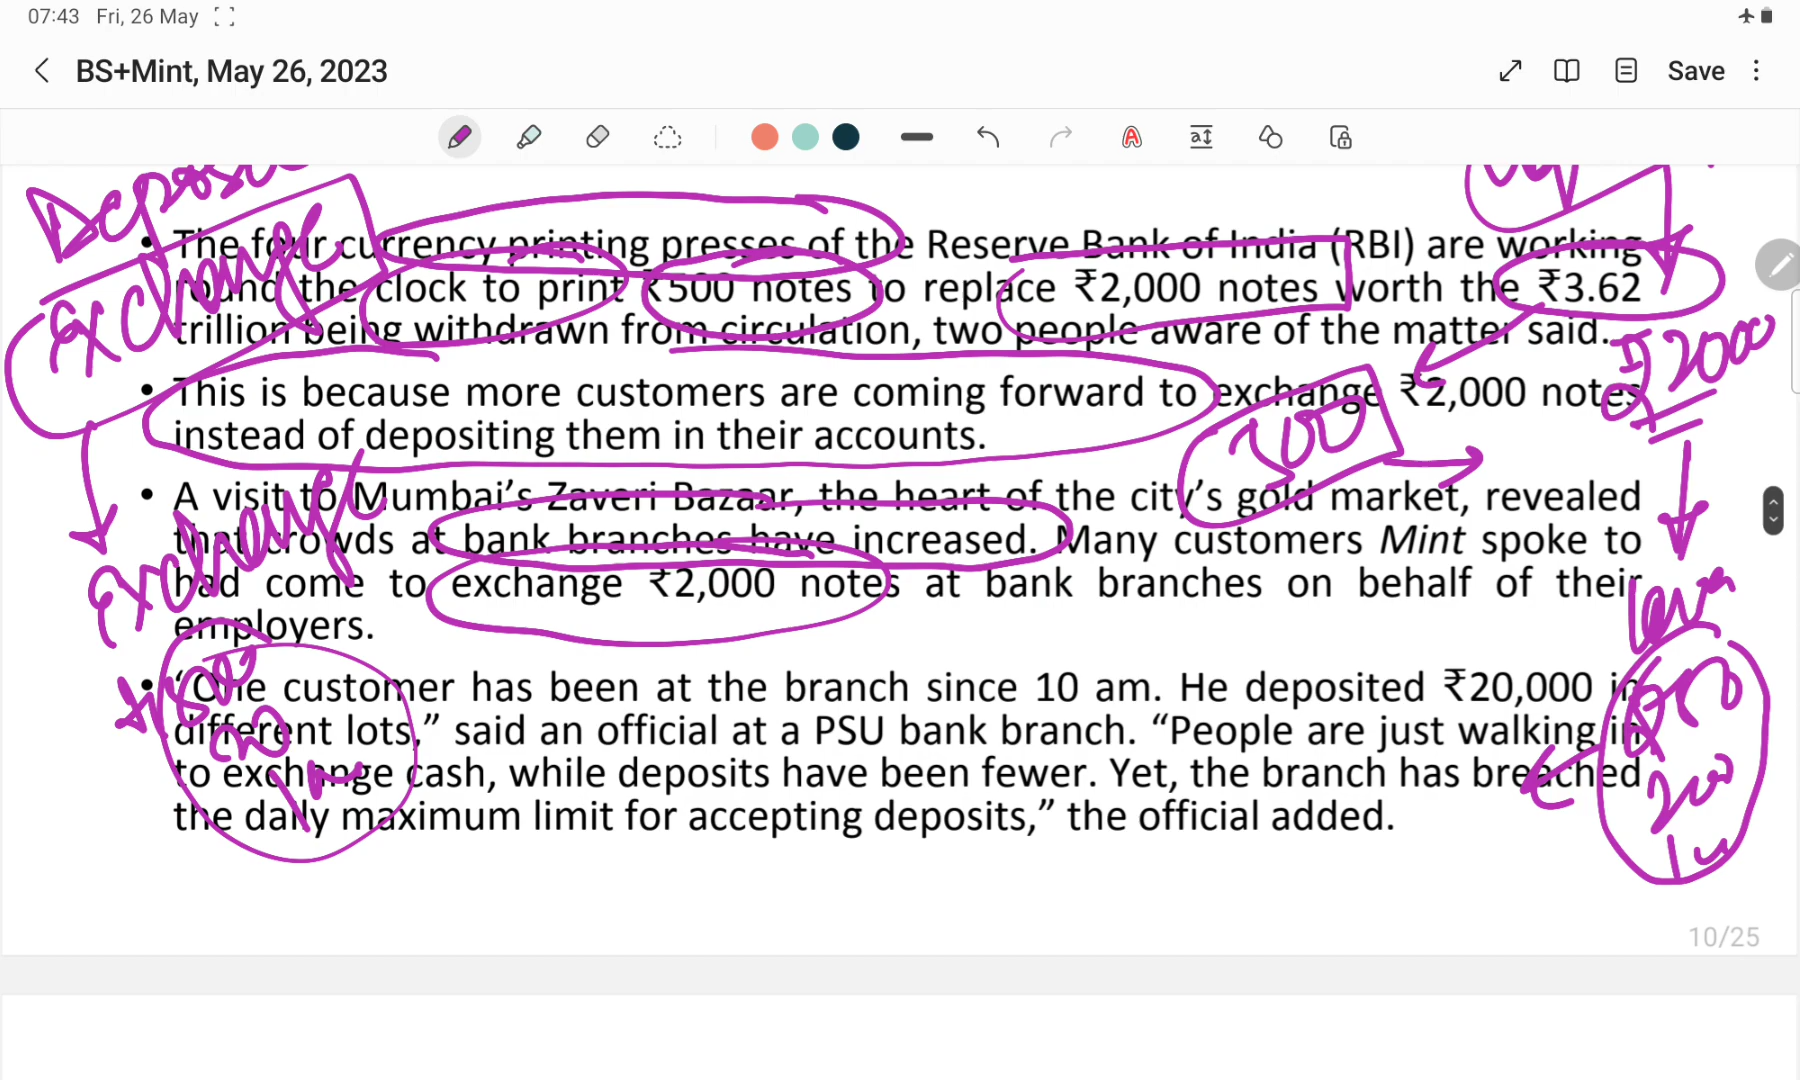 07:43 Fri, 26 May
BS+Mint, May 26, 2023
Save
Deposi
• The four currency printing presses of the Reserve Bank of India (RBI) are working
round the clock to print ₹500 notes to replace ₹2,000 notes worth the ₹3.62
trillion being withdrawn from circulation, two people aware of the matter said.
Exchange
2000
• This is because more customers are coming forward to exchange ₹2,000 notes
instead of depositing them in their accounts.
500
• A visit to Mumbai’s Zaveri Bazaar, the heart of the city’s gold market, revealed
that crowds at bank branches have increased. Many customers Mint spoke to
had come to exchange ₹2,000 notes at bank branches on behalf of their
employers.
exchange
• “One customer has been at the branch since 10 am. He deposited ₹20,000 in
different lots,” said an official at a PSU bank branch. “People are just walking in
to exchange cash, while deposits have been fewer. Yet, the branch has breached
the daily maximum limit for accepting deposits,” the official added.
200
10/25